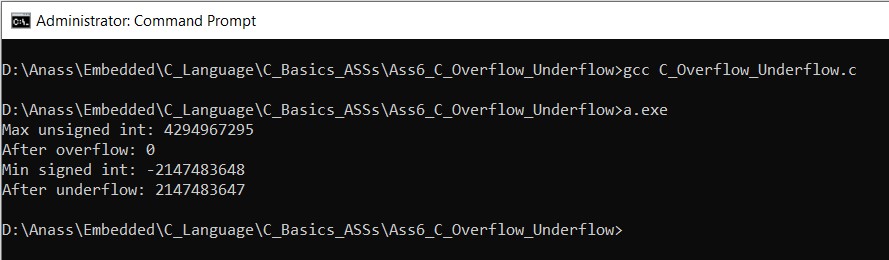 Administrator: Command Prompt
D:\Anass\Embedded\C_Language\C_Basics_ASSs\Ass6_C_Overflow_Underflow>gcc C_Overflow_Underflow.c
D:\Anass\Embedded\C_Language\C_Basics_ASSs\Ass6_C_Overflow_Underflow>a.exe
Max unsigned int: 4294967295
After overflow: 0
Min signed int: -2147483648
After underflow: 2147483647
D:\Anass\Embedded\C_Language\C_Basics_ASSs\Ass6_C_Overflow_Underflow>